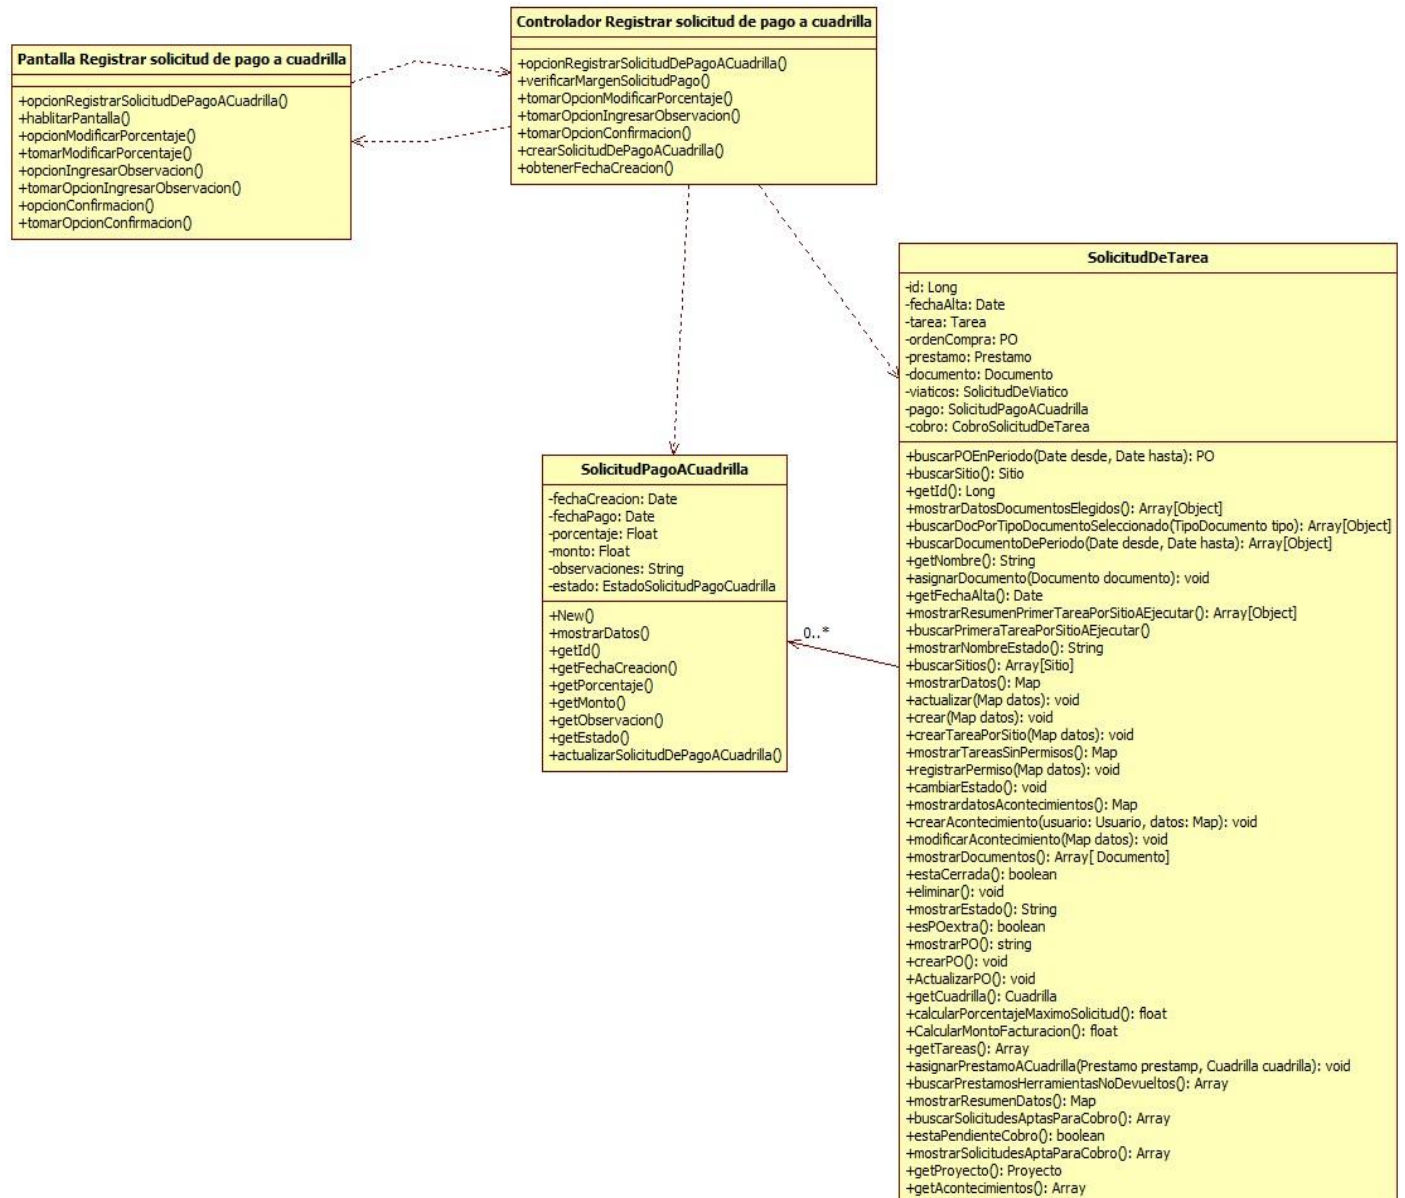 Pantalla Registrar solicitud de pago a cuadrilla
+opcionRegistrarSolicitudDePagoACuadrilla()
+hablitarPantalla()
+opcionModificarPorcentaje()
+tomarModificarPorcentaje()
+opcionIngresarObservacion()
+tomarOpcionIngresarObservacion()
+opcionConfirmacion()
+tomarOpcionConfirmacion()
Controlador Registrar solicitud de pago a cuadrilla
+opcionRegistrarSolicitudDePagoACuadrilla()
+verificarMargenSolicitudPago()
+tomarOpcionModificarPorcentaje()
+tomarOpcionIngresarObservacion()
+tomarOpcionConfirmacion()
+crearSolicitudDePagoACuadrilla()
+obtenerFechaCreacion()
SolicitudPagoACuadrilla
-fechaCreacion: Date
-fechaPago: Date
-porcentaje: Float
-monto: Float
-observaciones: String
-estado: EstadoSolicitudPagoCuadrilla
+New()
+mostrarDatos()
+getId()
+getFechaCreacion()
+getPorcentaje()
+getMonto()
+getObservacion()
+getEstado()
+actualizarSolicitudDePagoACuadrilla()
0..*
SolicitudDeTarea
-id: Long
-fechaAlta: Date
-tarea: Tarea
-ordenCompra: PO
-prestamo: Prestamo
-documento: Documento
-viaticos: SolicitudDeViatico
-pago: SolicitudPagoACuadrilla
-cobro: CobroSolicitudDeTarea
+buscarPOEnPeriodo(Date desde, Date hasta): PO
+buscarSitio(): Sitio
+getId(): Long
+mostrarDatosDocumentosElegidos(): Array[Object]
+buscarDocPorTipoDocumentoSeleccionado(TipoDocumento tipo): Array[Object]
+buscarDocumentoDePeriodo(Date desde, Date hasta): Array[Object]
+getNombre(): String
+asignarDocumento(Documento documento): void
+getFechaAlta(): Date
+mostrarResumenPrimerTareaPorSitioAEjecutar(): Array[Object]
+buscarPrimeraTareaPorSitioAEjecutar()
+mostrarNombreEstado(): String
+buscarSitios(): Array[Sitio]
+mostrarDatos(): Map
+actualizar(Map datos): void
+crear(Map datos): void
+crearTareaPorSitio(Map datos): void
+mostrarTareasSinPermisos(): Map
+registrarPermiso(Map datos): void
+cambiarEstado(): void
+mostrardatosAcontecimientos(): Map
+crearAcontecimiento(usuario: Usuario, datos: Map): void
+modificarAcontecimiento(Map datos): void
+mostrarDocumentos(): Array[ Documento]
+estaCerrada(): boolean
+eliminar(): void
+mostrarEstado(): String
+esPOextra(): boolean
+mostrarPO(): string
+crearPO(): void
+ActualizarPO(): void
+getCuadrilla(): Cuadrilla
+calcularPorcentajeMaximoSolicitud(): float
+CalcularMontoFacturacion(): float
+getTareas(): Array
+asignarPrestamoACuadrilla(Prestamo prestamp, Cuadrilla cuadrilla): void
+buscarPrestamosHerramientasNoDevueltos(): Array
+mostrarResumenDatos(): Map
+buscarSolicitudesAptasParaCobro(): Array
+estaPendienteCobro(): boolean
+mostrarSolicitudesAptaParaCobro(): Array
+getProyecto(): Proyecto
+getAcontecimientos(): Array